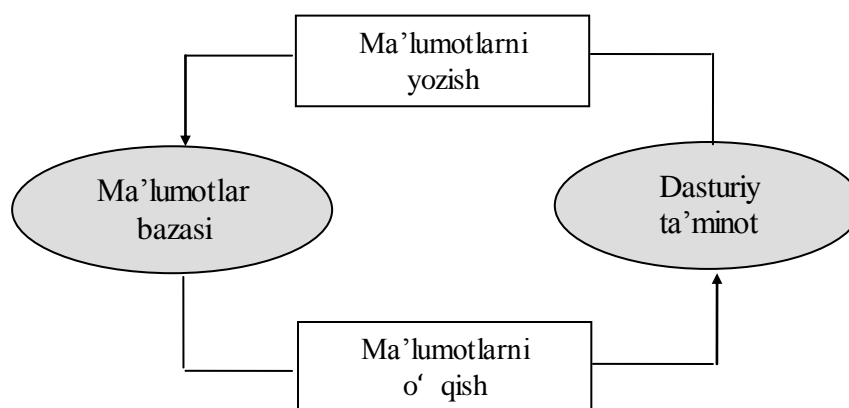 Ma’lumotlarni
yozish
Ma’lumotlar
bazasi
Dasturiy
ta’minot
Ma’lumotlarni
o‘ qish